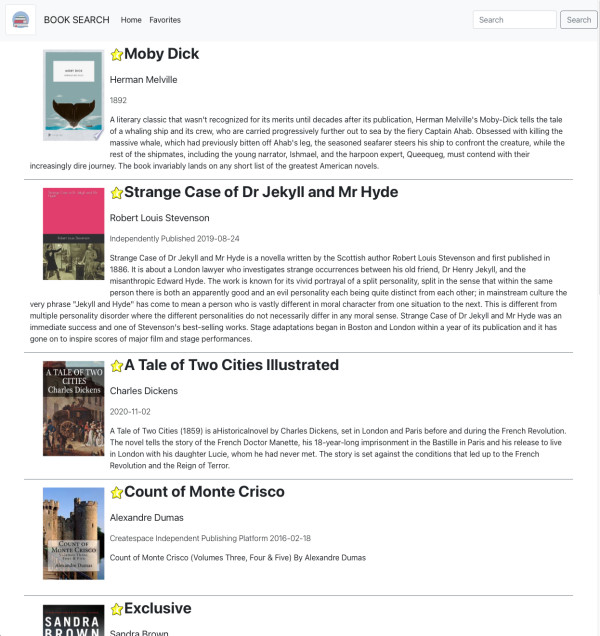 BOOK SEARCH Home Favorites Search Search
Moby Dick
Herman Melville
1892
A literary classic that wasn't recognized for its merits until decades after its publication, Herman Melville's Moby-Dick tells the tale
of a whaling ship and its crew, who are carried progressively further out to sea by the fiery Captain Ahab. Obsessed with killing the
massive whale, which had previously bitten off Ahab's leg, the seasoned seafarer steers his ship to confront the creature, while the
rest of the shipmates, including the young narrator, Ishmael, and the harpoon expert, Queequeg, must contend with their
increasingly dire journey. The book invariably lands on any short list of the greatest American novels.
Strange Case of Dr Jekyll and Mr Hyde
Robert Louis Stevenson
Independently Published 2019-08-24
Strange Case of Dr Jekyll and Mr Hyde is a novella written by the Scottish author Robert Louis Stevenson and first published in
1886. It is about a London lawyer who investigates strange occurrences between his old friend, Dr Henry Jekyll, and the
misanthropic Edward Hyde. The work is known for its vivid portrayal of a split personality, split in the sense that within the same
person there is both an apparently good and an evil personality each being quite distinct from each other; in mainstream culture the
very phrase "Jekyll and Hyde" has come to mean a person who is vastly different in moral character from one situation to the next. This is different from
multiple personality disorder where the different personalities do not necessarily differ in any moral sense. Strange Case of Dr Jekyll and Mr Hyde was an
immediate success and one of Stevenson's best-selling works. Stage adaptations began in Boston and London within a year of its publication and it has
gone on to inspire scores of major film and stage performances.
A TALE OF TWO
CITIES
Charles Dickens
A Tale of Two Cities Illustrated
Charles Dickens
2020-11-02
A Tale of Two Cities (1859) is aHistoricalnovel by Charles Dickens, set in London and Paris before and during the French Revolution.
The novel tells the story of the French Doctor Manette, his 18-year-long imprisonment in the Bastille in Paris and his release to live
in London with his daughter Lucie, whom he had never met. The story is set against the conditions that led up to the French
Revolution and the Reign of Terror.
COUNT OF
MONTE CRISCO
Alexandre Dumas
Count of Monte Crisco
Alexandre Dumas
Createspace Independent Publishing Platform 2016-02-18
Count of Monte Crisco (Volumes Three, Four & Five) By Alexandre Dumas
SANDRA
BROWN
Exclusive
Sandra Brown